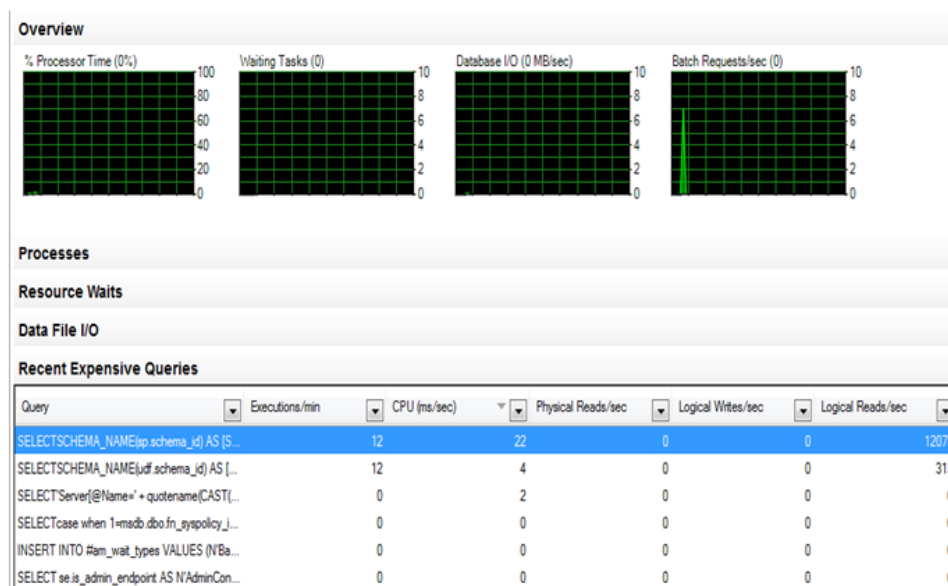 Overview
% Processor Time (0%)
Waiting Tasks (0)
Database I/O (0 MB/sec)
Batch Requests/sec (0)
100
80
60
40
20
0
10
8
6
4
2
0
10
8
6
4
2
0
10
8
6
4
2
0
Processes
Resource Waits
Data File I/O
Recent Expensive Queries
Query Executions/min CPU (ms/sec) Physical Reads/sec Logical Writes/sec Logical Reads/sec
SELECTSCHEMA_NAME(sp.schema_id) AS [S... 12 22 0 0 1207
SELECTSCHEMA_NAME(udf.schema_id) AS [... 12 4 0 0 31
SELECT'Server[@Name=' + quotename(CAST(... 0 2 0 0
SELECTcase when 1=msdb.dbo.fn_syspolicy_i... 0 0 0 0
INSERT INTO #am_wait_types VALUES (N'Ba... 0 0 0 0
SELECT se.is_admin_endpoint AS N'AdminCon... 0 0 0 0